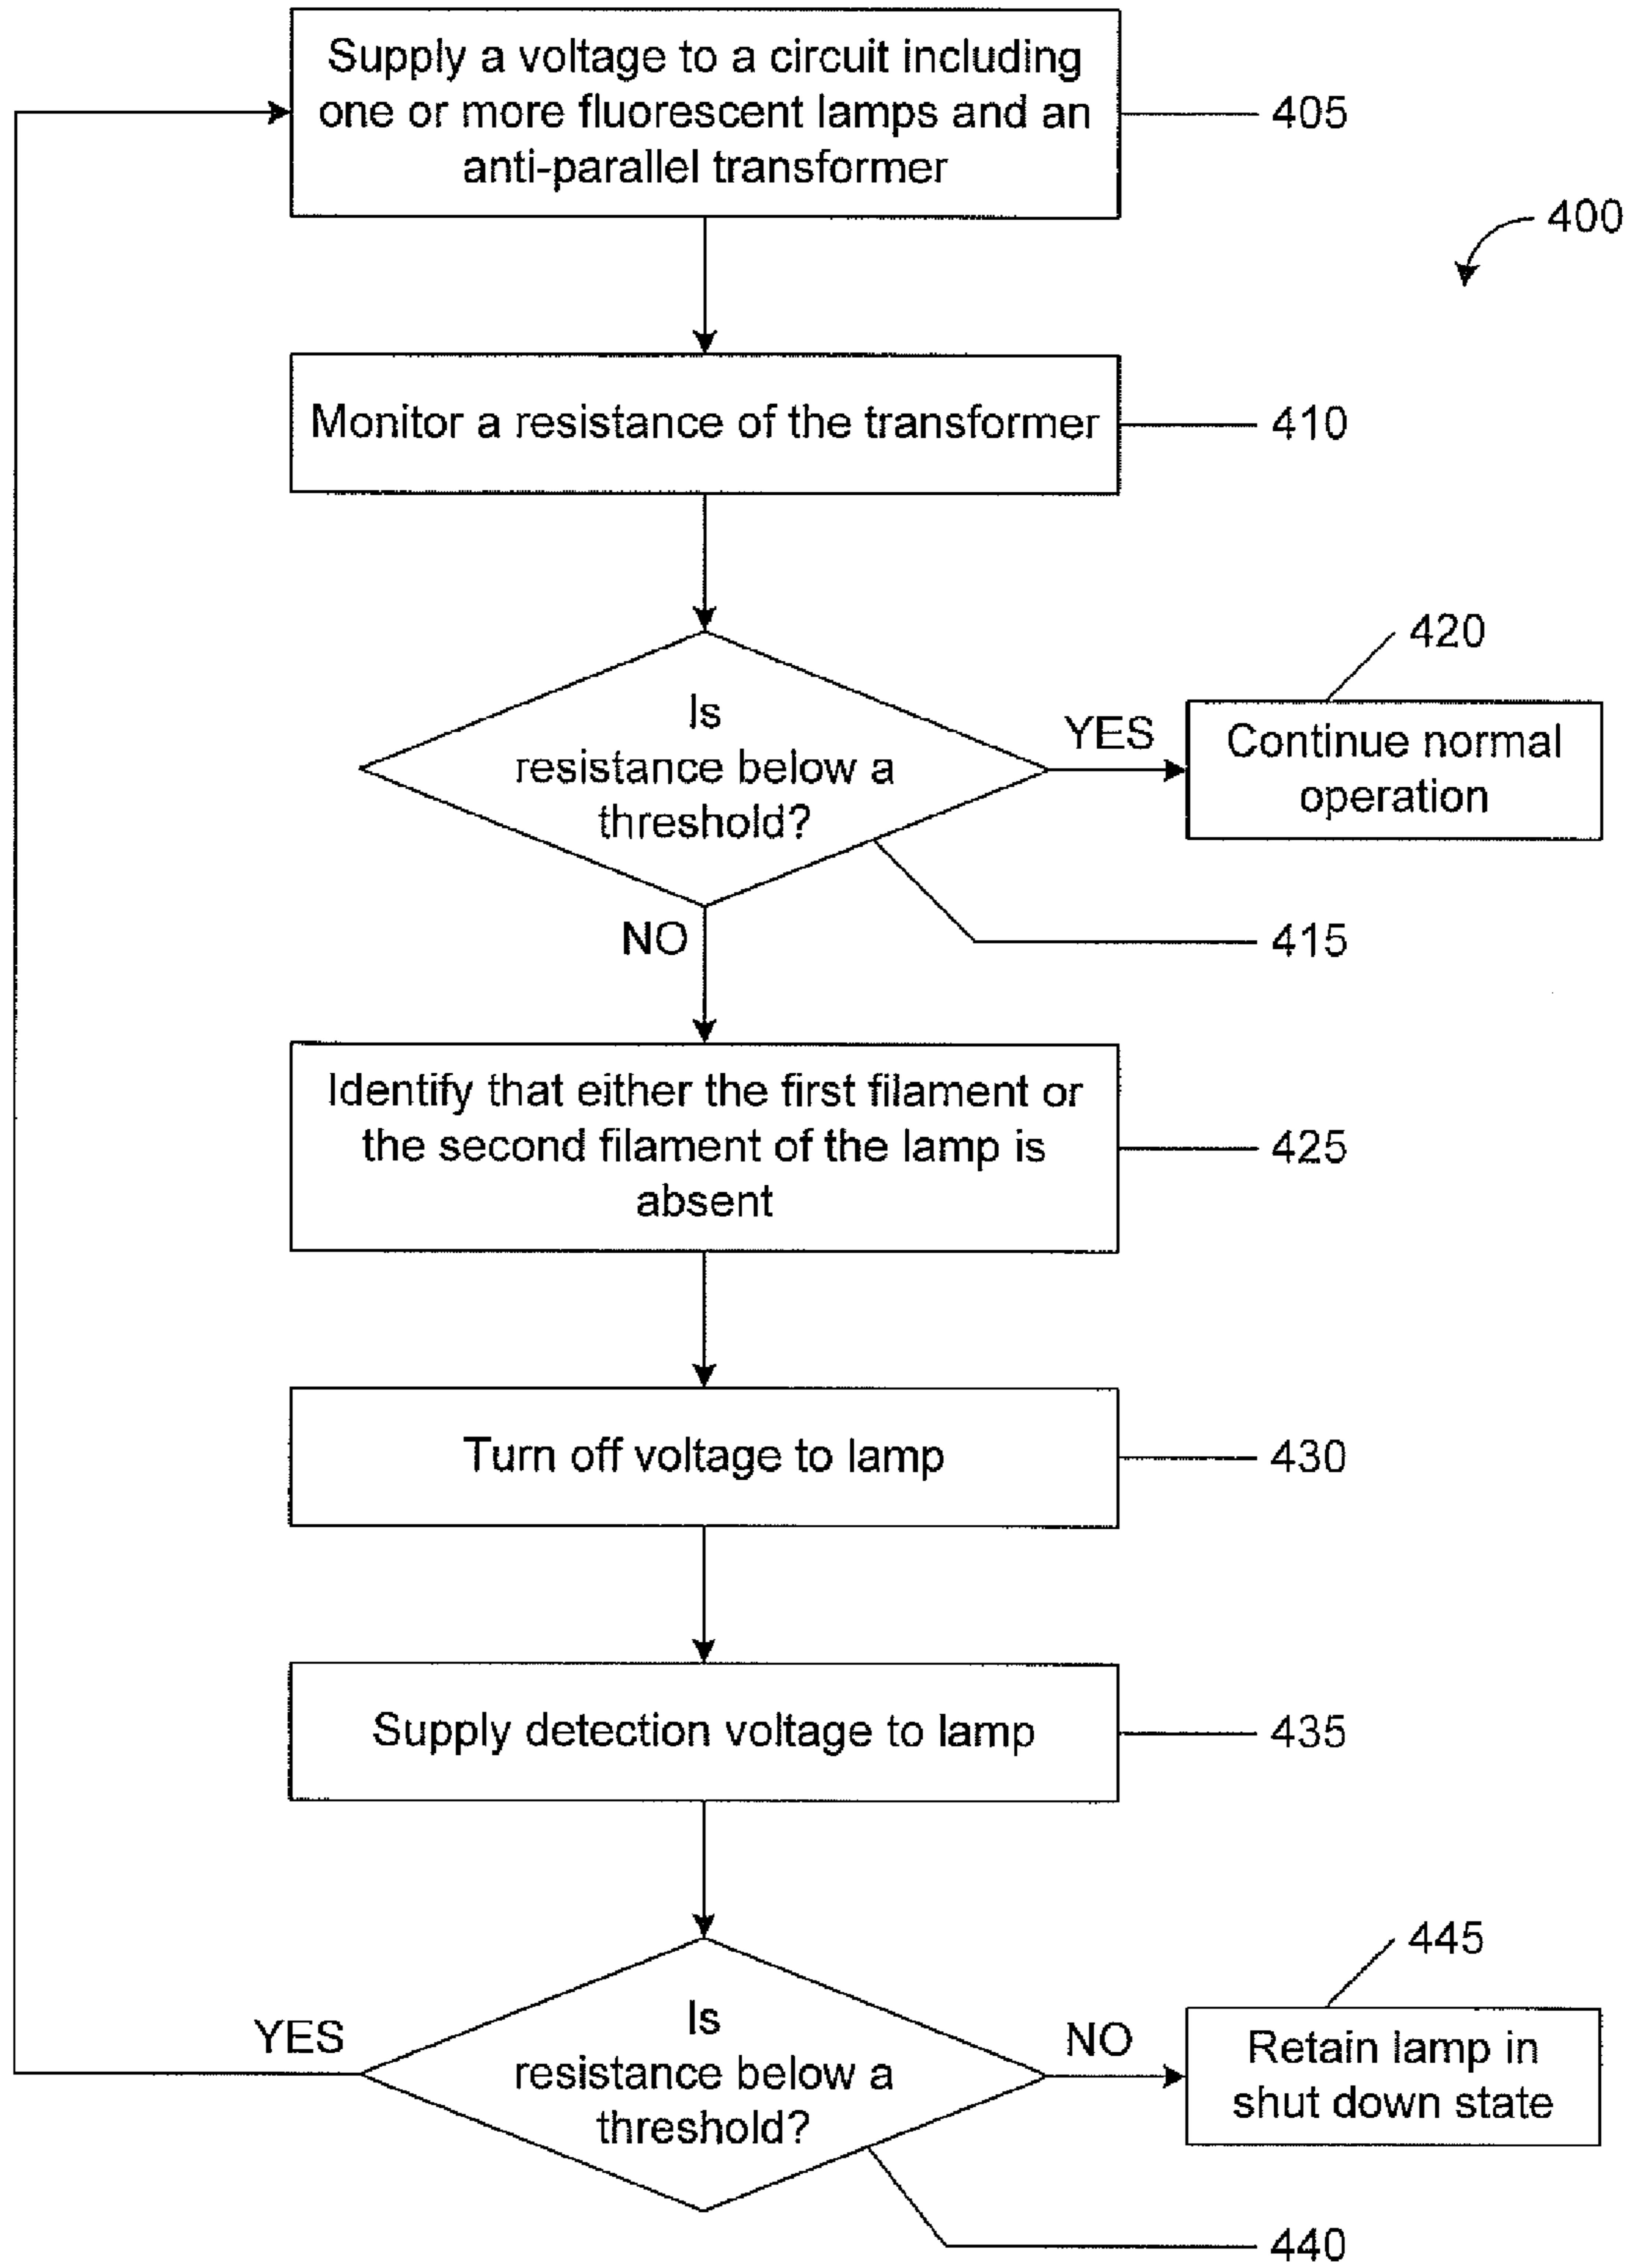 Supply a voltage to a circuit including
one or more fluorescent lamps and an
anti-parallel transformer
405
400
Monitor a resistance of the transformer
410
Is
resistance below a
threshold?
YES
420
Continue normal
operation
415
NO
Identify that either the first filament or
the second filament of the lamp is
absent
425
Turn off voltage to lamp
430
Supply detection voltage to lamp
435
Is
resistance below a
threshold?
YES
NO
445
Retain lamp in
shut down state
440